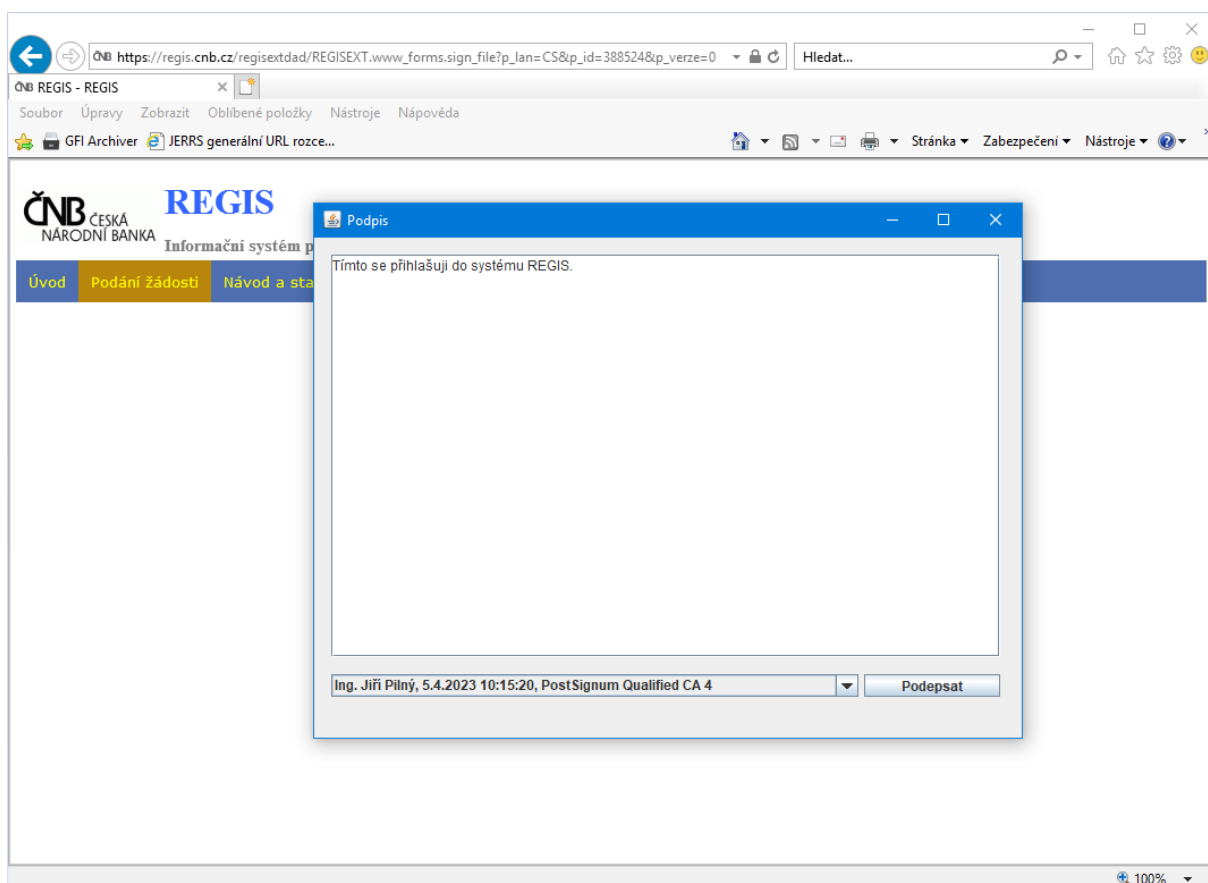 ČNB https://regis.cnb.cz/regisextdad/REGISEXT.www_forms.sign_file?p_lan=CS&p_id=388524&p_verze=0 Hledat...
ČNB REGIS - REGIS
Soubor Úpravy Zobrazit Oblíbené položky Nástroje Nápověda
GFI Archiver JERRS generální URL rozce... Stránka Zabezpečení Nástroje
ČNB ČESKÁ NÁRODNÍ BANKA
REGIS
Informační systém p
Úvod Podání žádosti Návod a sta
Podpis
Tímto se přihlašuji do systému REGIS.
Ing. Jiří Pilný, 5.4.2023 10:15:20, PostSignum Qualified CA 4 Podepsat
100%